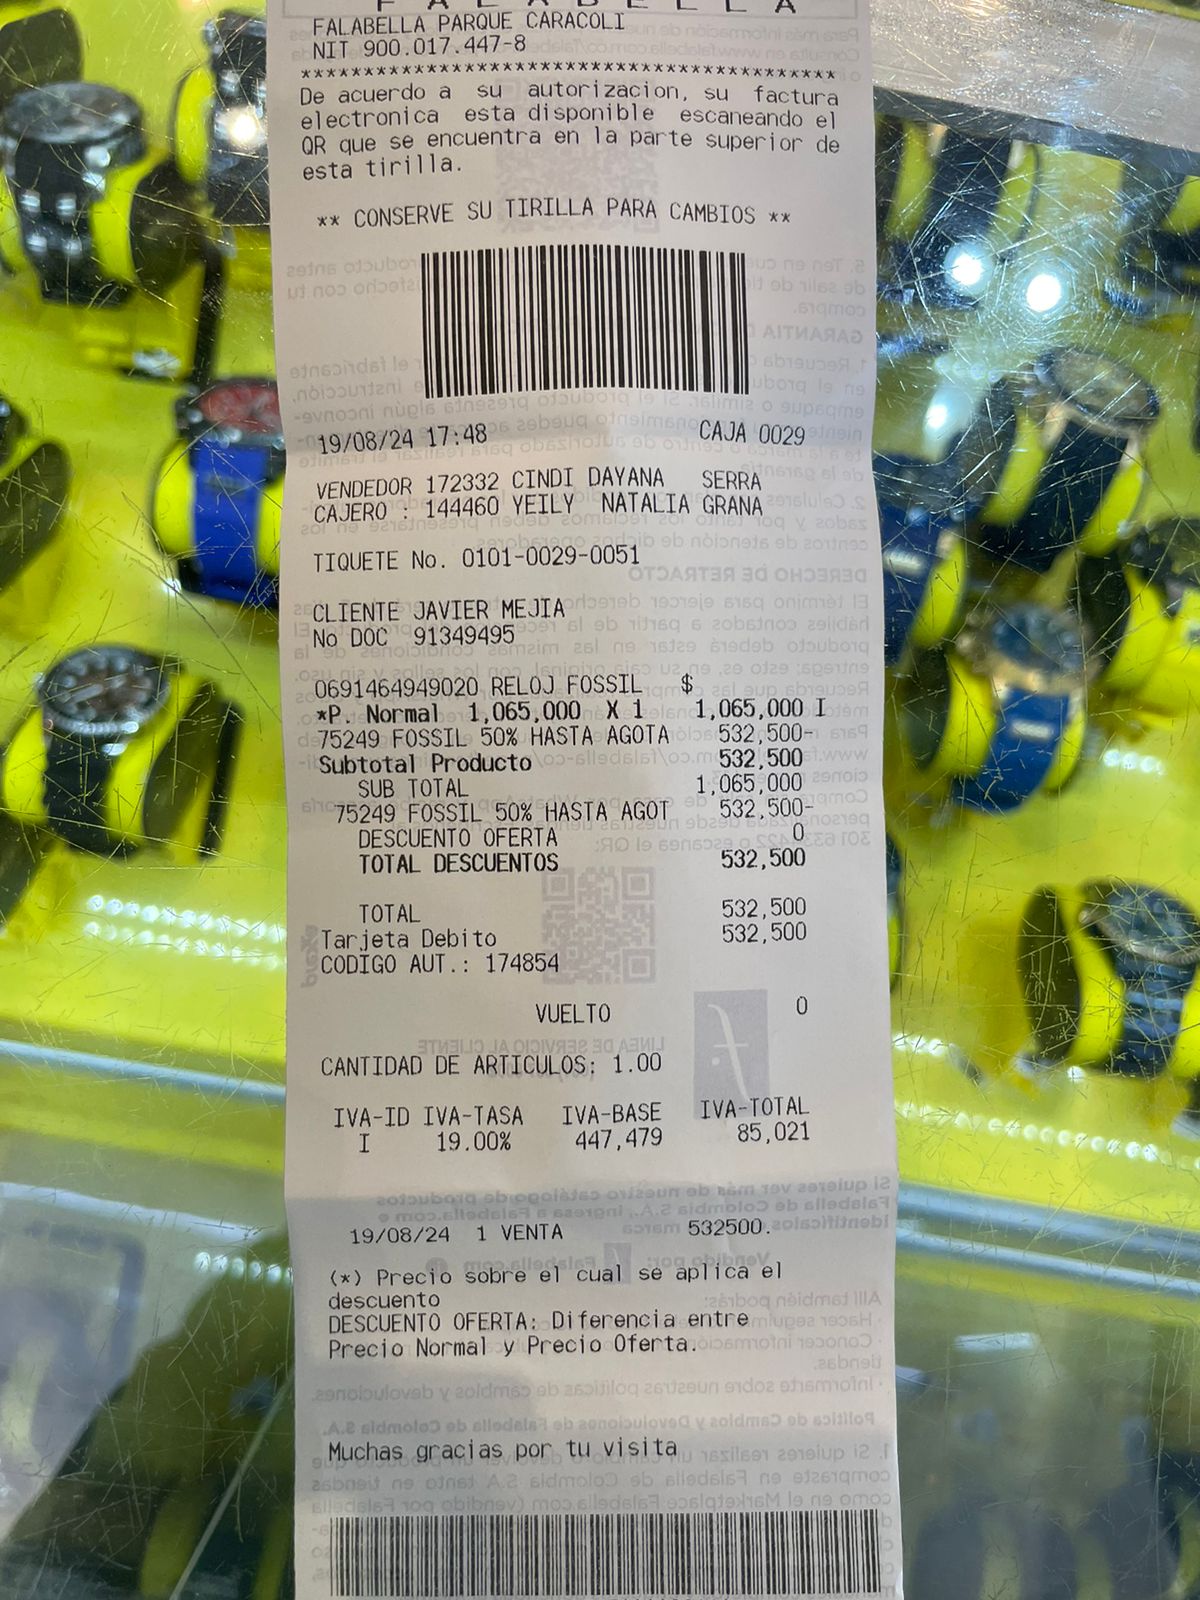 FALABELLA
FALABELLA PARQUE CARACOLI
NIT 900.017.447-8
*******************************************
De acuerdo a su autorizacion, su factura
electronica esta disponible escaneando el
QR que se encuentra en la parte superior de
esta tirilla.
** CONSERVE SU TIRILLA PARA CAMBIOS **
19/08/24 17:48 CAJA 0029
VENDEDOR 172332 CINDI DAYANA SERRA
CAJERO : 144460 YEILY NATALIA GRANA
TIQUETE No. 0101-0029-0051
CLIENTE JAVIER MEJIA
No DOC 91349495
0691464949020 RELOJ FOSSIL $
*P. Normal 1,065,000 X 1 1,065,000 I
75249 FOSSIL 50% HASTA AGOTA 532,500-
Subtotal Producto 532,500
SUB TOTAL 1,065,000
75249 FOSSIL 50% HASTA AGOT 532,500-
DESCUENTO OFERTA 0
TOTAL DESCUENTOS 532,500
TOTAL 532,500
Tarjeta Debito 532,500
CODIGO AUT.: 174854
VUELTO 0
CANTIDAD DE ARTICULOS: 1.00
IVA-ID IVA-TASA IVA-BASE IVA-TOTAL
I 19.00% 447,479 85,021
19/08/24 1 VENTA 532500.
(*) Precio sobre el cual se aplica el
descuento
DESCUENTO OFERTA: Diferencia entre
Precio Normal y Precio Oferta.
Muchas gracias por tu visita